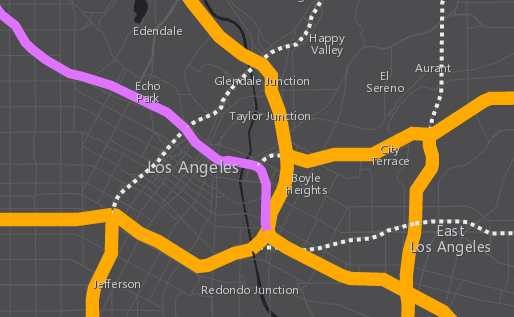 Edendale
Happy
Valley
Aurant
El
Sereno
Echo
Park
Glendale Junction
Taylor Junction
City
Terrace
Los Angeles
Boyle
Heights
East
Los Angeles
Jefferson
Redondo Junction